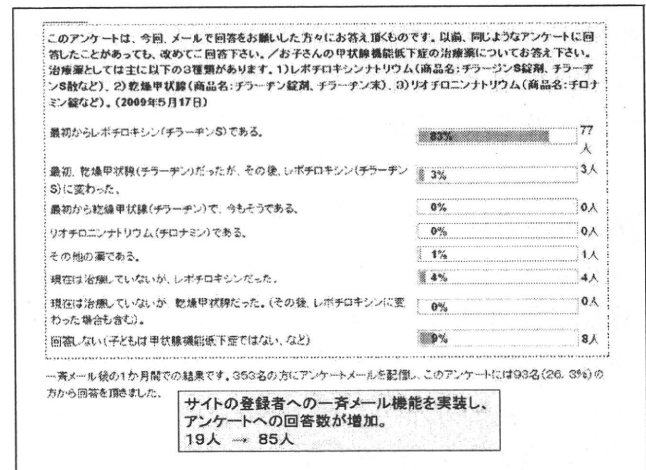 このアンケートは、今回、メールで回答をお願いした方々にお答え頂くものです。以前、同じようなアンケートに回
答したことがあっても、改めてご回答下さい。／お子さんの甲状腺機能低下症の治療薬についてお答え下さい。
治療薬としては主に以下の3種類があります。1)レボチロキシンナトリウム(商品名:チラージンS錠剤、チラーヂ
ンS散など)、2)乾燥甲状腺(商品名:チラーヂン錠剤、チラーヂン末)、3)リオチロニンナトリウム(商品名:チロナ
ミン錠など)。(2009年5月17日)
最初からレボチロキシン(チラーヂンS)である。 83% 77人
最初、乾燥甲状腺(チラーヂン)だったが、その後、レボチロキシン(チラーヂン
S)に変わった、 3% 3人
最初から乾燥甲状腺(チラーヂン)で、今もそうである、 0% 0人
リオチロニンナトリウム(チロナミン)である。 0% 0人
その他の薬である。 1% 1人
現在は治療していないが、レボチロキシンだった。 4% 4人
現在は治療していないが、乾燥甲状腺だった。(その後、レボチロキシンに変
わった場合も含む)。 0% 0人
回答しない(子どもは甲状腺機能低下症ではない、など) 9% 8人
一斉メール後の1か月間での結果です。353名の方にアンケートメールを配信し、このアンケートには93名(26.3%)の
方から回答を頂きました、
サイトの登録者への一斉メール機能を実装し、
アンケートへの回答数が増加。
19人 → 85人